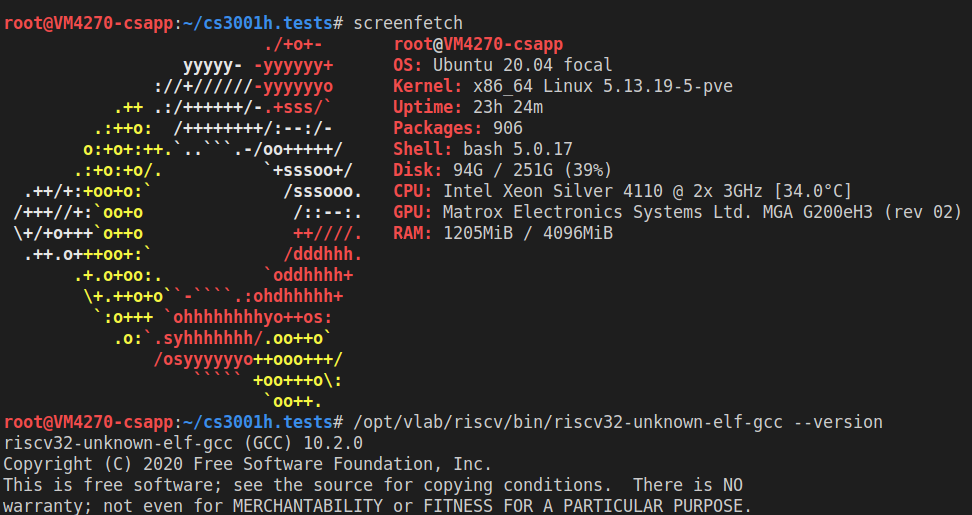 root@VM4270-csapp:~/cs3001h.tests# screenfetch
                          ./+o+-       root@VM4270-csapp
                  yyyyy- -yyyyyy+      OS: Ubuntu 20.04 focal
               ://+//////-yyyyyyo      Kernel: x86_64 Linux 5.13.19-5-pve
           .++ .:/++++++/-.+sss/`      Uptime: 23h 24m
         .:++o:  /++++++++/:--:/-      Packages: 906
        o:+o+:++.`..```.-/oo+++++/     Shell: bash 5.0.17
       .:+o:+o/.          `+sssoo+/    Disk: 94G / 251G (39%)
  .++/+:+oo+o:`             /sssooo.   CPU: Intel Xeon Silver 4110 @ 2x 3GHz [34.0°C]
 /+++//+:`oo+o               /::--:.   GPU: Matrox Electronics Systems Ltd. MGA G200eH3 (rev 02)
 \+/+o+++`o++o               ++////.   RAM: 1205MiB / 4096MiB
  .++.o+++oo+:`             /dddhhh.
       .+.o+oo:.          `oddhhhh+
        \+.++o+o``-````.:ohdhhhhh+
         `:o+++ `ohhhhhhhhyo++os:
           .o:`.syhhhhhhh/.oo++o`
               /osyyyyyyo++ooo+++/
                   ````` +oo+++o\:
                          `oo++.
root@VM4270-csapp:~/cs3001h.tests# /opt/vlab/riscv/bin/riscv32-unknown-elf-gcc --version
riscv32-unknown-elf-gcc (GCC) 10.2.0
Copyright (C) 2020 Free Software Foundation, Inc.
This is free software; see the source for copying conditions.  There is NO
warranty; not even for MERCHANTABILITY or FITNESS FOR A PARTICULAR PURPOSE.